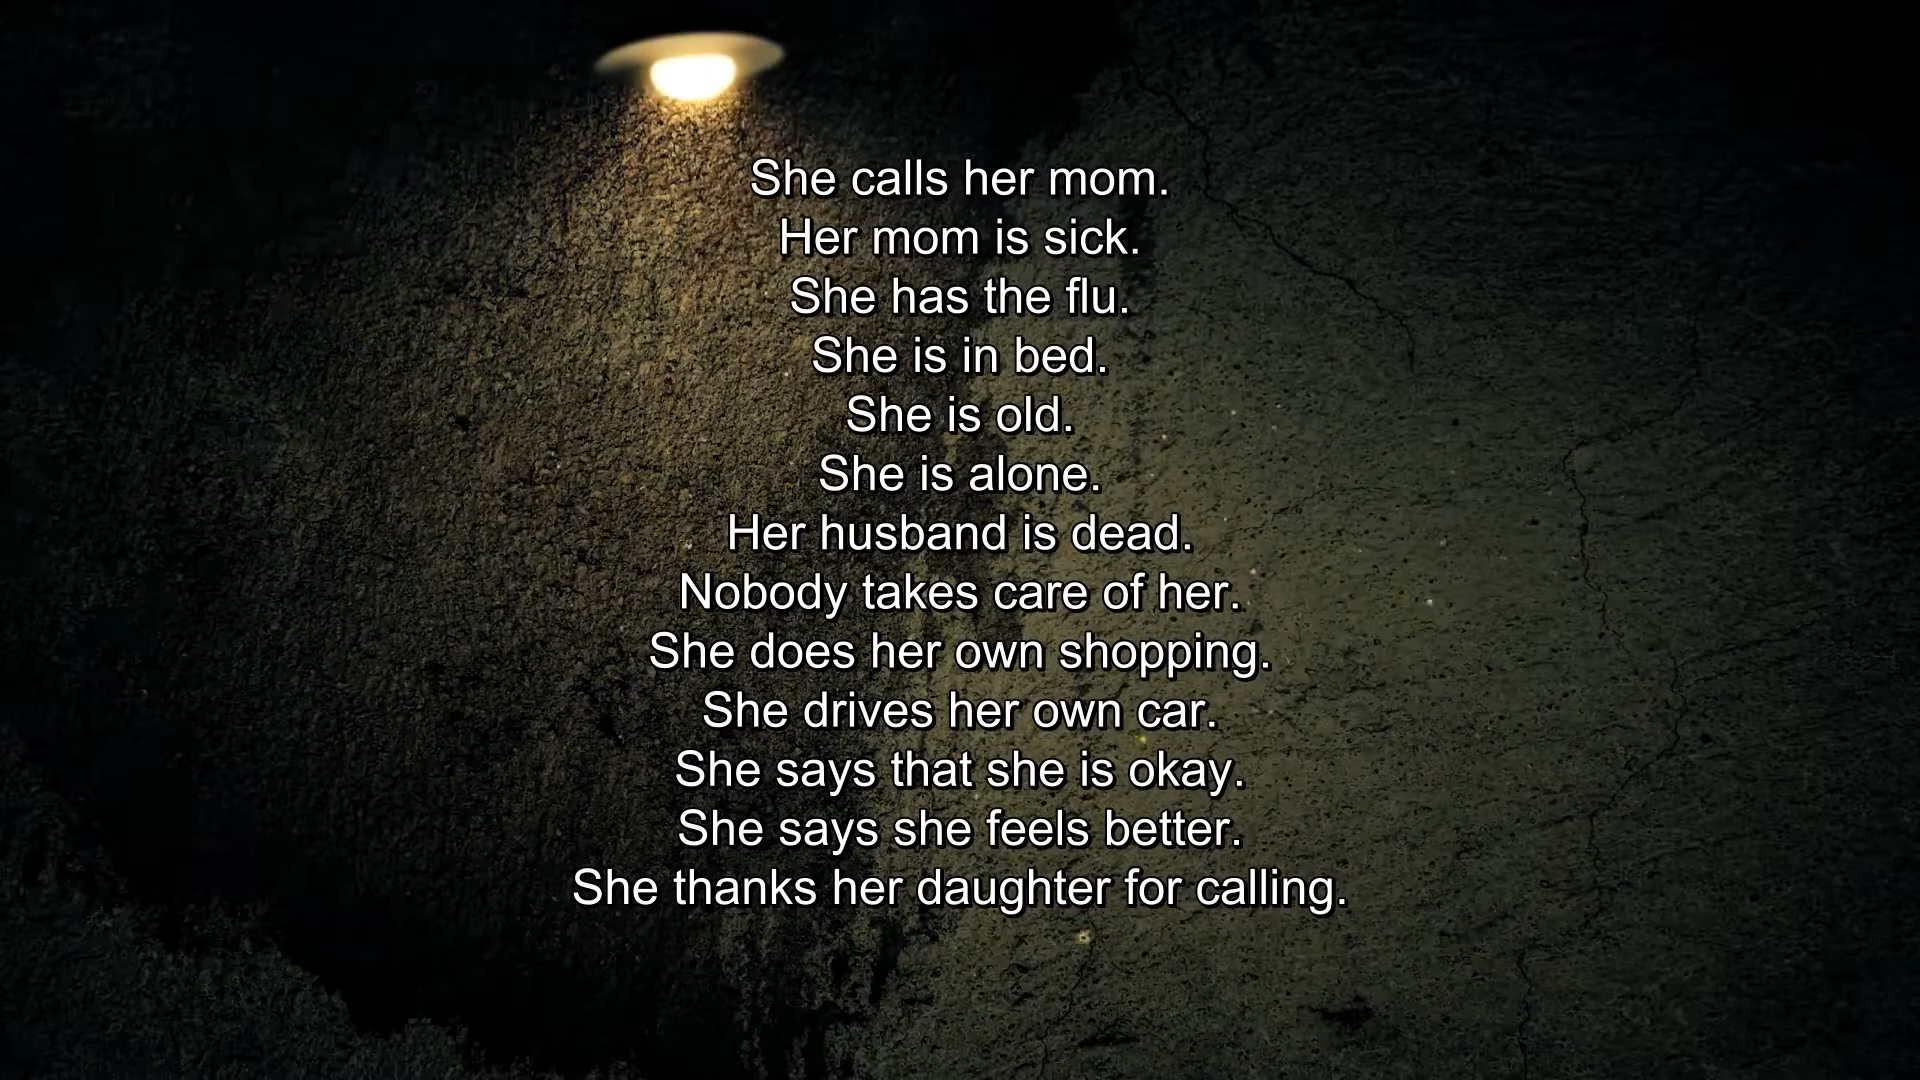 She calls her mom.
Her mom is sick.
She has the flu.
She is in bed.
She is old.
She is alone.
Her husband is dead.
Nobody takes care of her.
She does her own shopping.
She drives her own car.
She says that she is okay.
She says she feels better.
She thanks her daughter for calling.